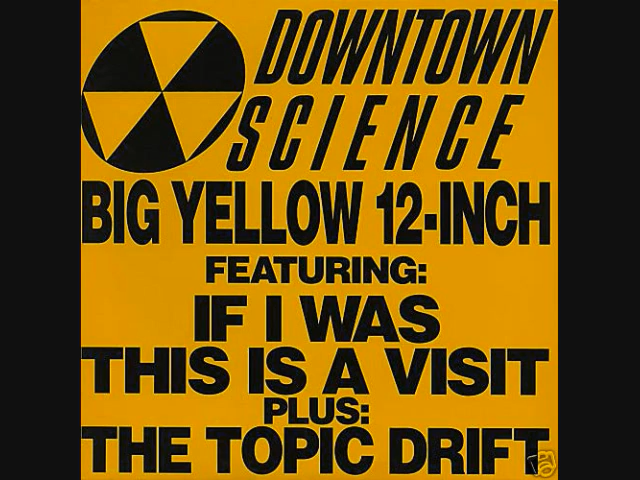 DOWNTOWN
SCIENCE
BIG YELLOW 12-INCH
FEATURING:
IF I WAS
THIS IS A VISIT
PLUS:
THE TOPIC DRIFT